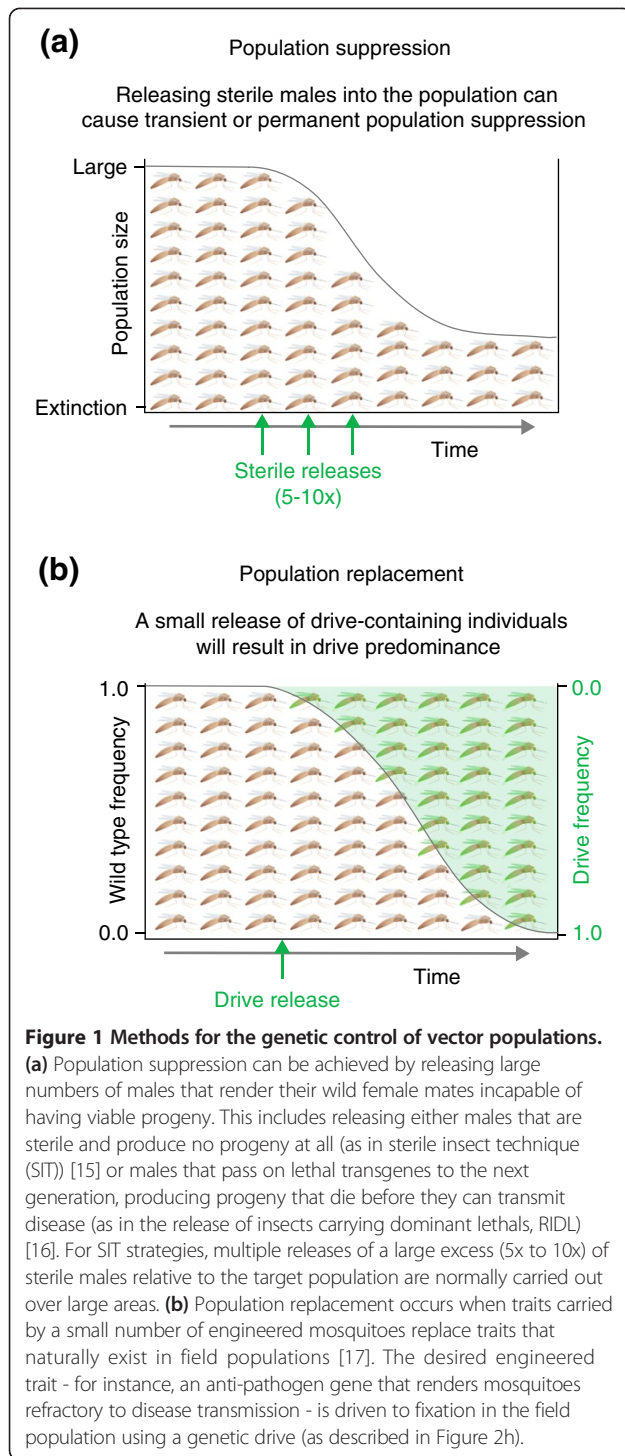 (a)
Population suppression
Releasing sterile males into the population can
cause transient or permanent population suppression
Large
Population size
Extinction
Time
Sterile releases
(5-10x)
(b)
Population replacement
A small release of drive-containing individuals
will result in drive predominance
1.0
0.0
Wild type frequency
Drive frequency
0.0
1.0
Time
Drive release
Figure 1 Methods for the genetic control of vector populations.
(a) Population suppression can be achieved by releasing large
numbers of males that render their wild female mates incapable of
having viable progeny. This includes releasing either males that are
sterile and produce no progeny at all (as in sterile insect technique
(SIT)) [15] or males that pass on lethal transgenes to the next
generation, producing progeny that die before they can transmit
disease (as in the release of insects carrying dominant lethals, RIDL)
[16]. For SIT strategies, multiple releases of a large excess (5x to 10x) of
sterile males relative to the target population are normally carried out
over large areas. (b) Population replacement occurs when traits carried
by a small number of engineered mosquitoes replace traits that
naturally exist in field populations [17]. The desired engineered
trait - for instance, an anti-pathogen gene that renders mosquitoes
refractory to disease transmission - is driven to fixation in the field
population using a genetic drive (as described in Figure 2h).